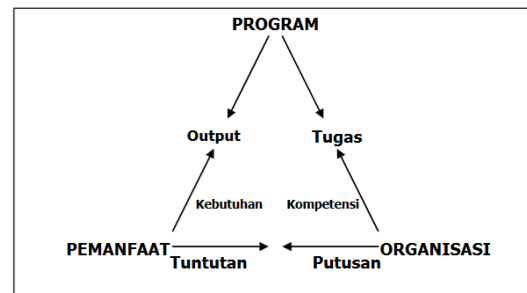 PROGRAM
Output Tugas
Kebutuhan Kompetensi
PEMANFAAT ORGANISASI
Tuntutan Putusan